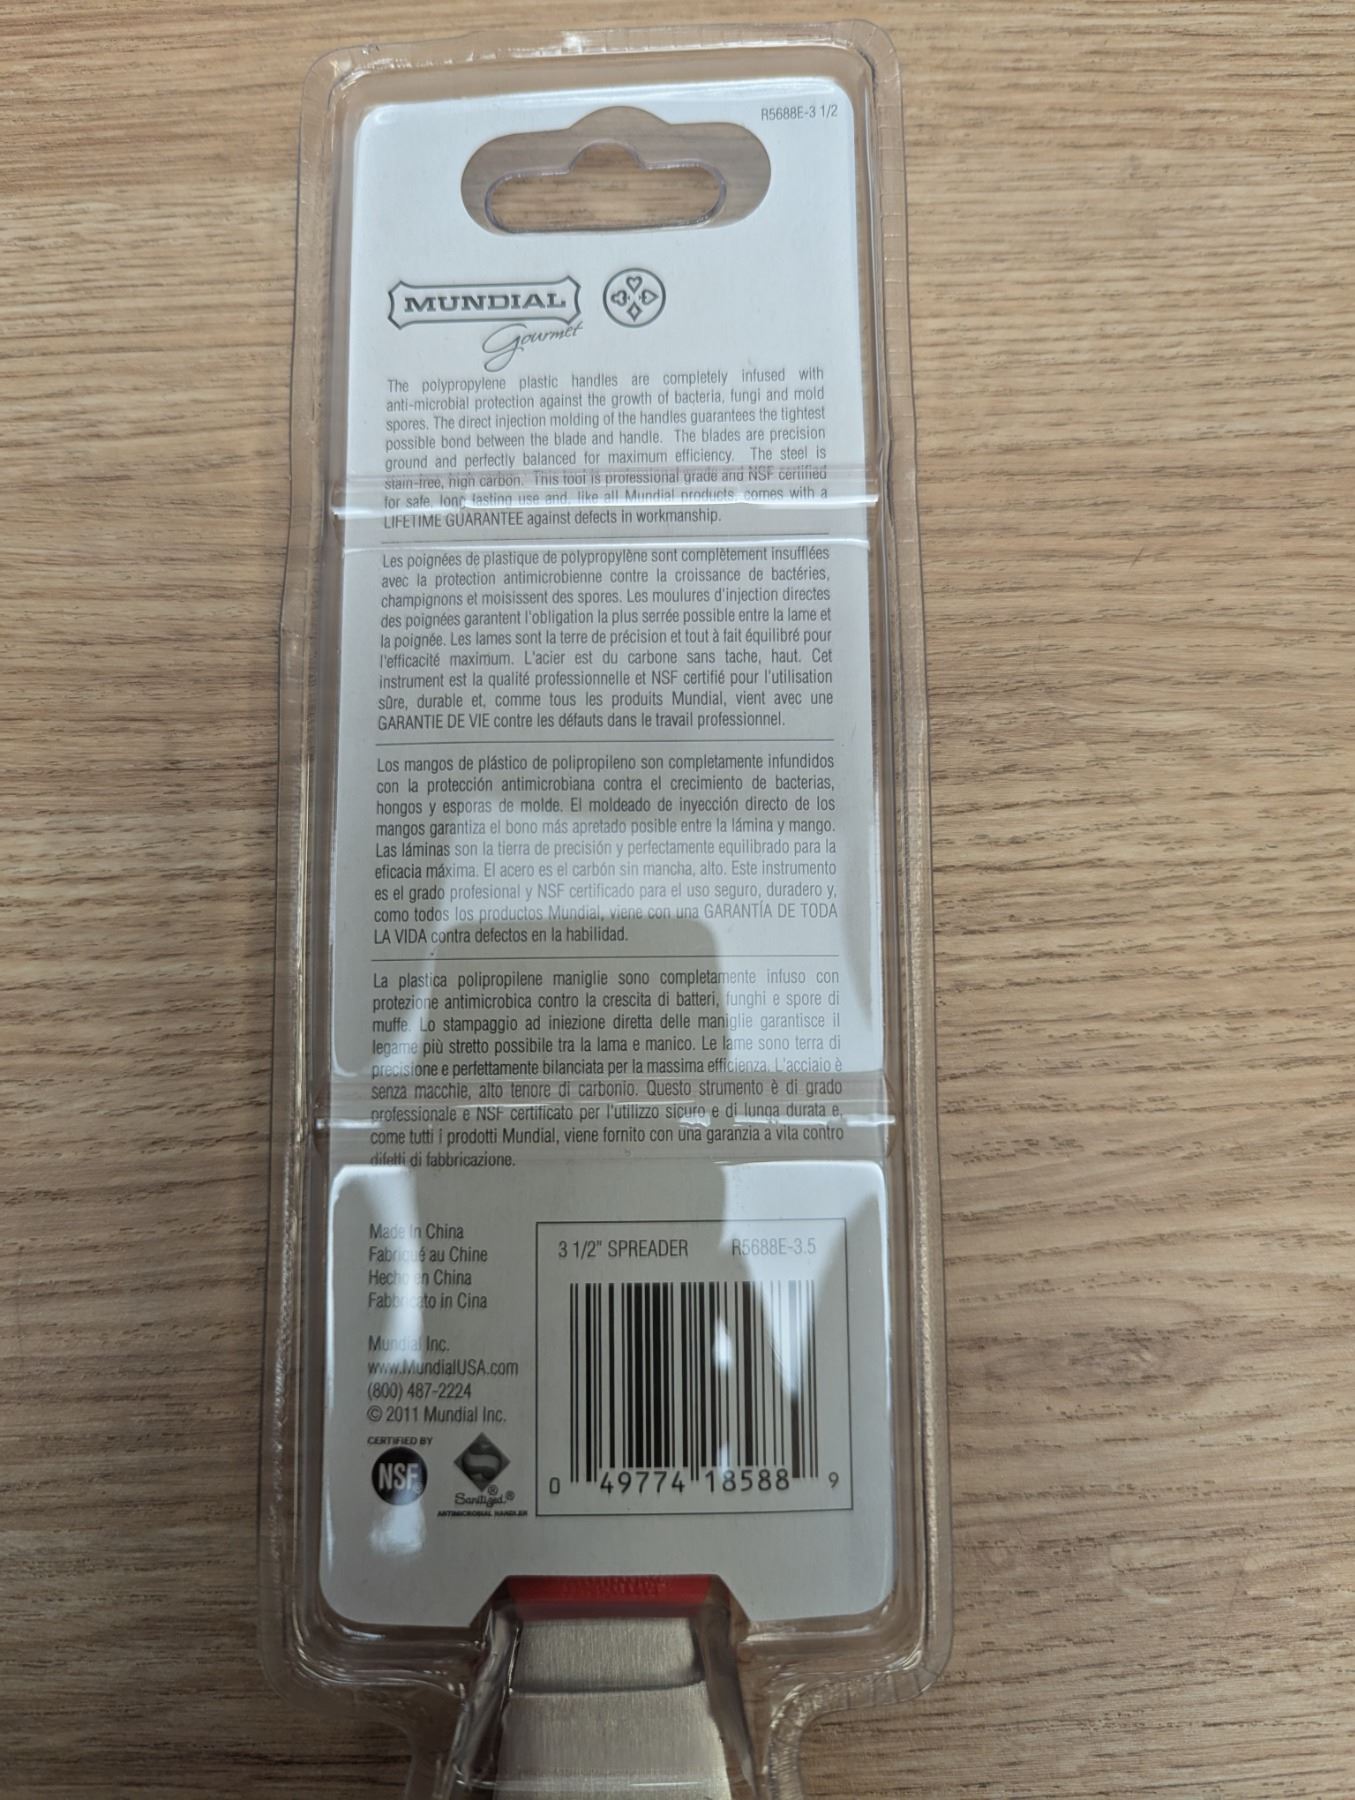 R5688E-3 1/2
MUNDIAL
Gourmet
The polypropylene plastic handles are completely infused with
anti-microbial protection against the growth of bacteria, fungi and mold
spores. The direct injection molding of the handles guarantees the tightest
possible bond between the blade and handle. The blades are precision
ground and perfectly balanced for maximum efficiency. The steel is
stain-free, high carbon. This tool is professional grade and NSF certified
for safe, long lasting use and, like all Mundial products, comes with a
LIFETIME GUARANTEE against defects in workmanship.
Les poignées de plastique de polypropylène sont complètement insufflées
avec la protection antimicrobienne contre la croissance de bactéries,
champignons et moisissent des spores. Les moulures d'injection directes
des poignées garantent l'obligation la plus serrée possible entre la lame et
la poignée. Les lames sont la terre de précision et tout à fait équilibré pour
l'efficacité maximum. L'acier est du carbone sans tache, haut. Cet
instrument est la qualité professionnelle et NSF certifié pour l'utilisation
sûre, durable et, comme tous les produits Mundial, vient avec une
GARANTIE DE VIE contre les défauts dans le travail professionnel.
Los mangos de plástico de polipropileno son completamente infundidos
con la protección antimicrobiana contra el crecimiento de bacterias,
hongos y esporas de molde. El moldeado de inyección directo de los
mangos garantiza el bono más apretado posible entre la lámina y mango.
Las láminas son la tierra de precisión y perfectamente equilibrado para la
eficacia máxima. El acero es el carbón sin mancha, alto. Este instrumento
es el grado profesional y NSF certificado para el uso seguro, duradero y,
como todos los productos Mundial, viene con una GARANTÍA DE TODA
LA VIDA contra defectos en la habilidad.
La plastica polipropilene maniglie sono completamente infuso con
protezione antimicrobica contro la crescita di batteri, funghi e spore di
muffe. Lo stampaggio ad iniezione diretta delle maniglie garantisce il
legame più stretto possibile tra la lama e manico. Le lame sono terra di
precisione e perfettamente bilanciata per la massima efficienza. L'acciaio è
senza macchie, alto tenore di carbonio. Questo strumento è di grado
professionale e NSF certificato per l'utilizzo sicuro e di lunga durata e,
come tutti i prodotti Mundial, viene fornito con una garanzia a vita contro
difetti di fabbricazione.
Made In China
Fabriqué au Chine
Hecho en China
Fabbricato in Cina
Mundial Inc.
www.MundialUSA.com
(800) 487-2224
© 2011 Mundial Inc.
CERTIFIED BY
NSF®
S
Sanitized.®
ANTIMICROBIAL HANDLES
3 1/2" SPREADER R5688E-3.5
0 49774 18588 9